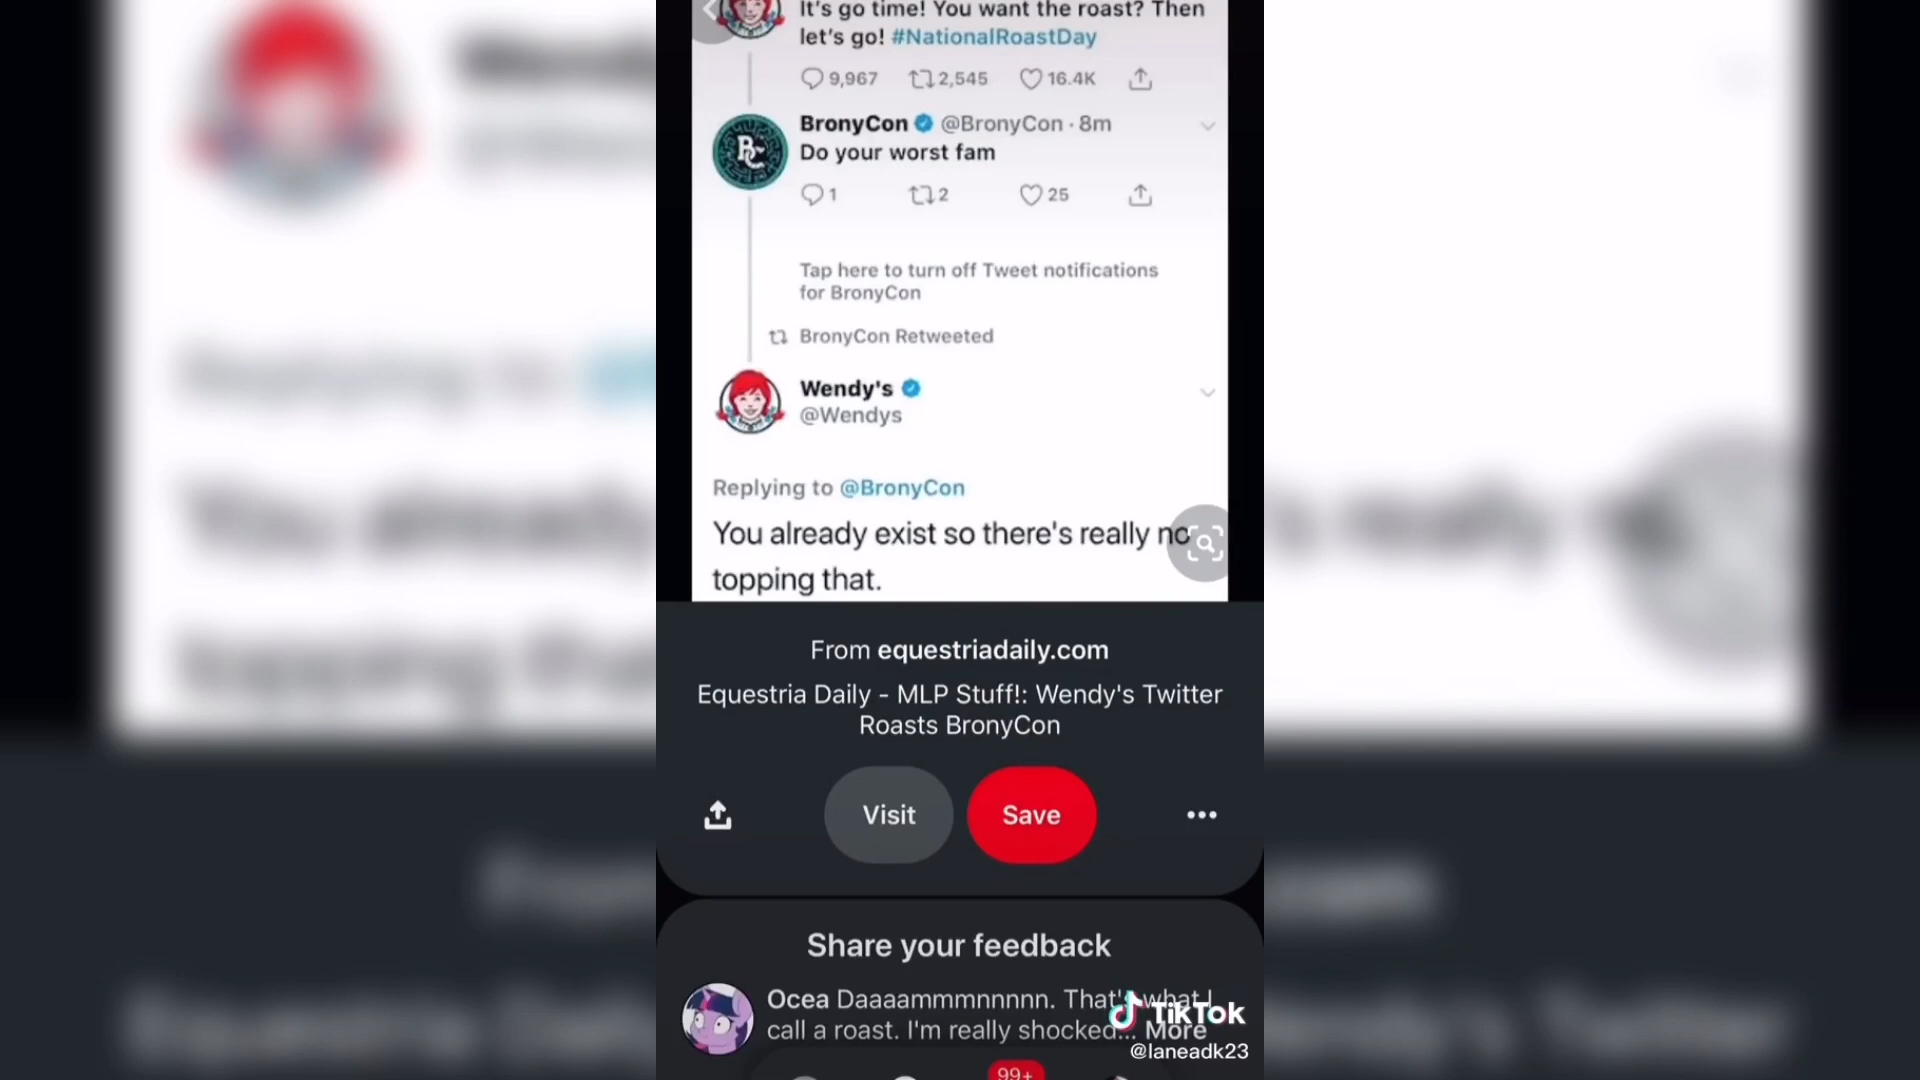 It's go time! You want the roast? Then
let's go! #NationalRoastDay
9,967 2,545 16.4K
BronyCon @BronyCon · 8m
Do your worst fam
1 2 25
Tap here to turn off Tweet notifications
for BronyCon
BronyCon Retweeted
Wendy's
@Wendys
Replying to @BronyCon
You already exist so there's really no
topping that.
From equestriadaily.com
Equestria Daily - MLP Stuff!: Wendy's Twitter
Roasts BronyCon
Visit Save
Share your feedback
Ocea Daaaammmnnnnn. That's what I
call a roast. I'm really shocked... More
TikTok
@laneadk23
99+